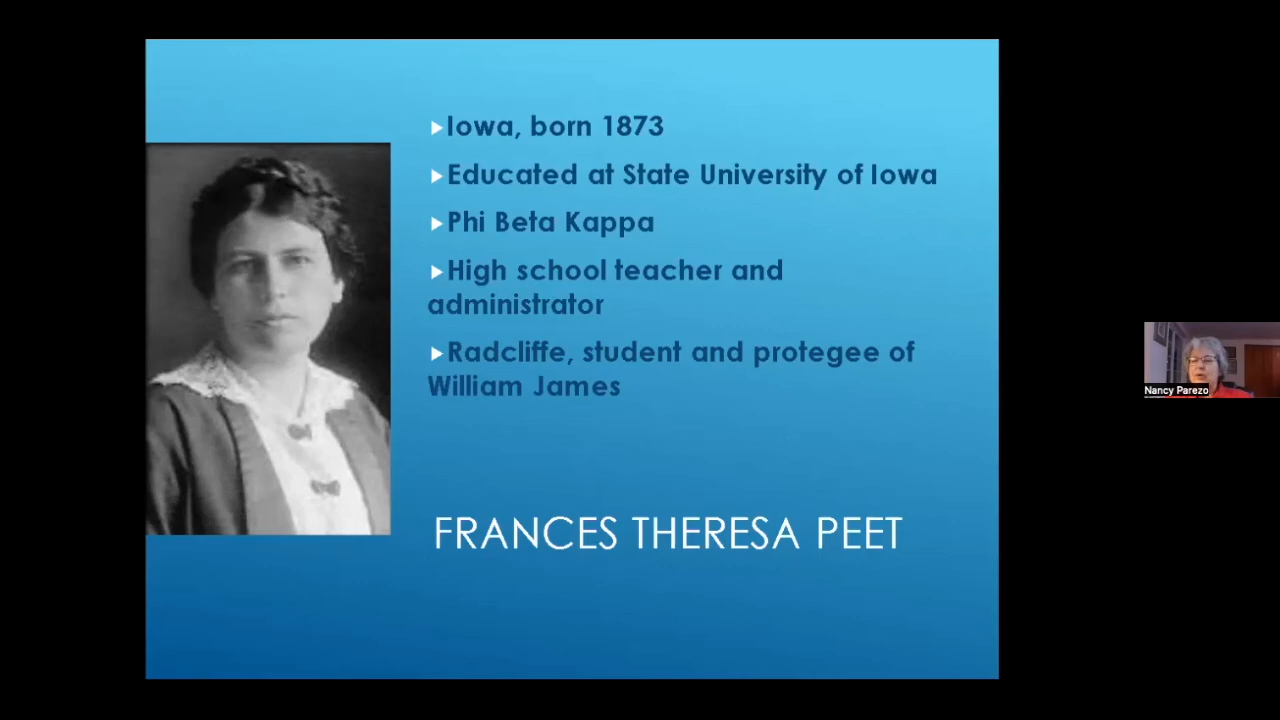 Iowa, born 1873
Educated at State University of Iowa
Phi Beta Kappa
High school teacher and
administrator
Radcliffe, student and protegee of
William James
FRANCES THERESA PEET
Nancy Parezo